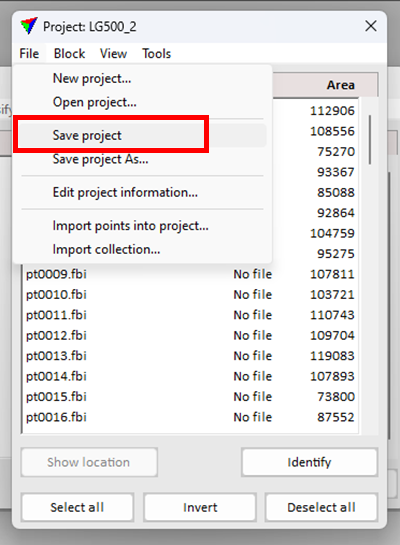 Project: LG500_2
File Block View Tools
New project...
Open project...
Save project
Save project As...
Edit project information...
Import points into project...
Import collection...
Area
112906
108556
75270
93367
85088
92864
104759
95275
pt0009.fbi No file 107811
pt0010.fbi No file 103721
pt0011.fbi No file 110743
pt0012.fbi No file 109704
pt0013.fbi No file 119083
pt0014.fbi No file 107893
pt0015.fbi No file 73800
pt0016.fbi No file 87552
Show location Identify
Select all Invert Deselect all